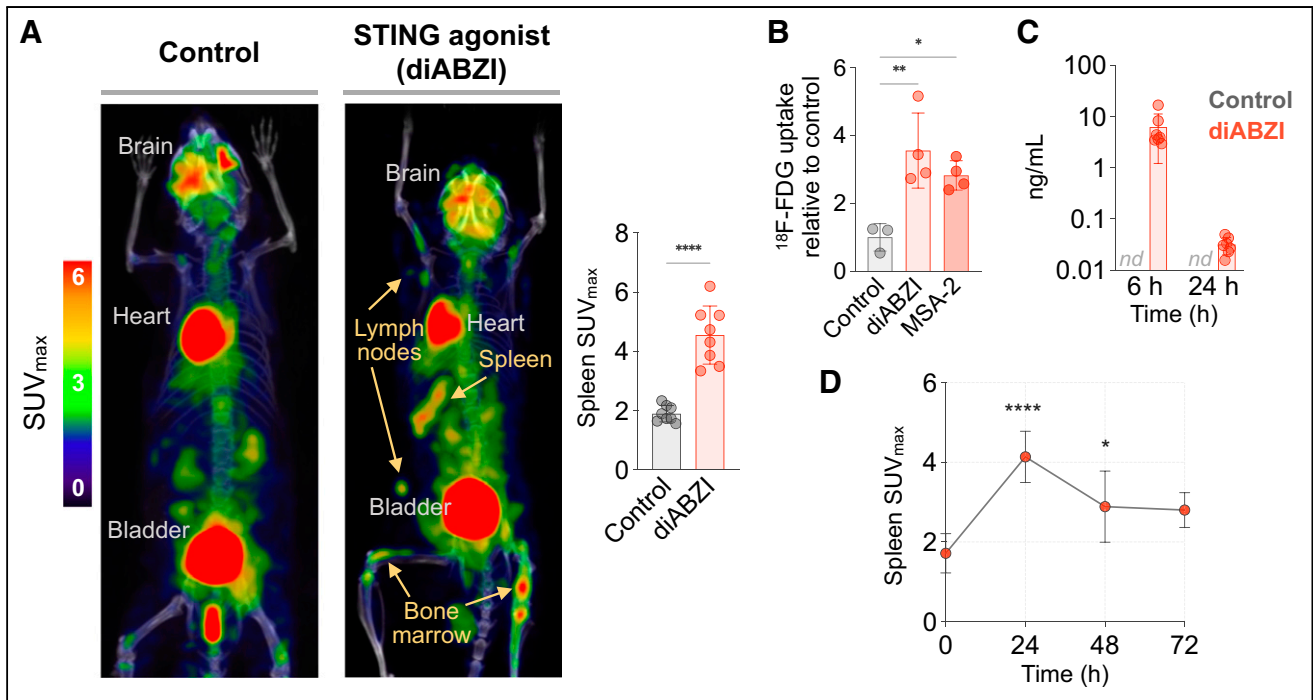 A
Control
STING agonist
(diABZI)
Brain
Heart
Bladder
SUVmax
6
3
0
Brain
Lymph
nodes
Heart
Spleen
Bladder
Bone
marrow
Spleen SUVmax
8
6
4
2
0
****
Control
diABZI
B
18F-FDG uptake
relative to control
6
4
2
0
*
**
Control
diABZI
MSA-2
C
ng/mL
100
10
1
0.1
0.01
Control
diABZI
nd
nd
6 h
24 h
Time (h)
D
Spleen SUVmax
6
4
2
0
****
*
0
24
48
72
Time (h)